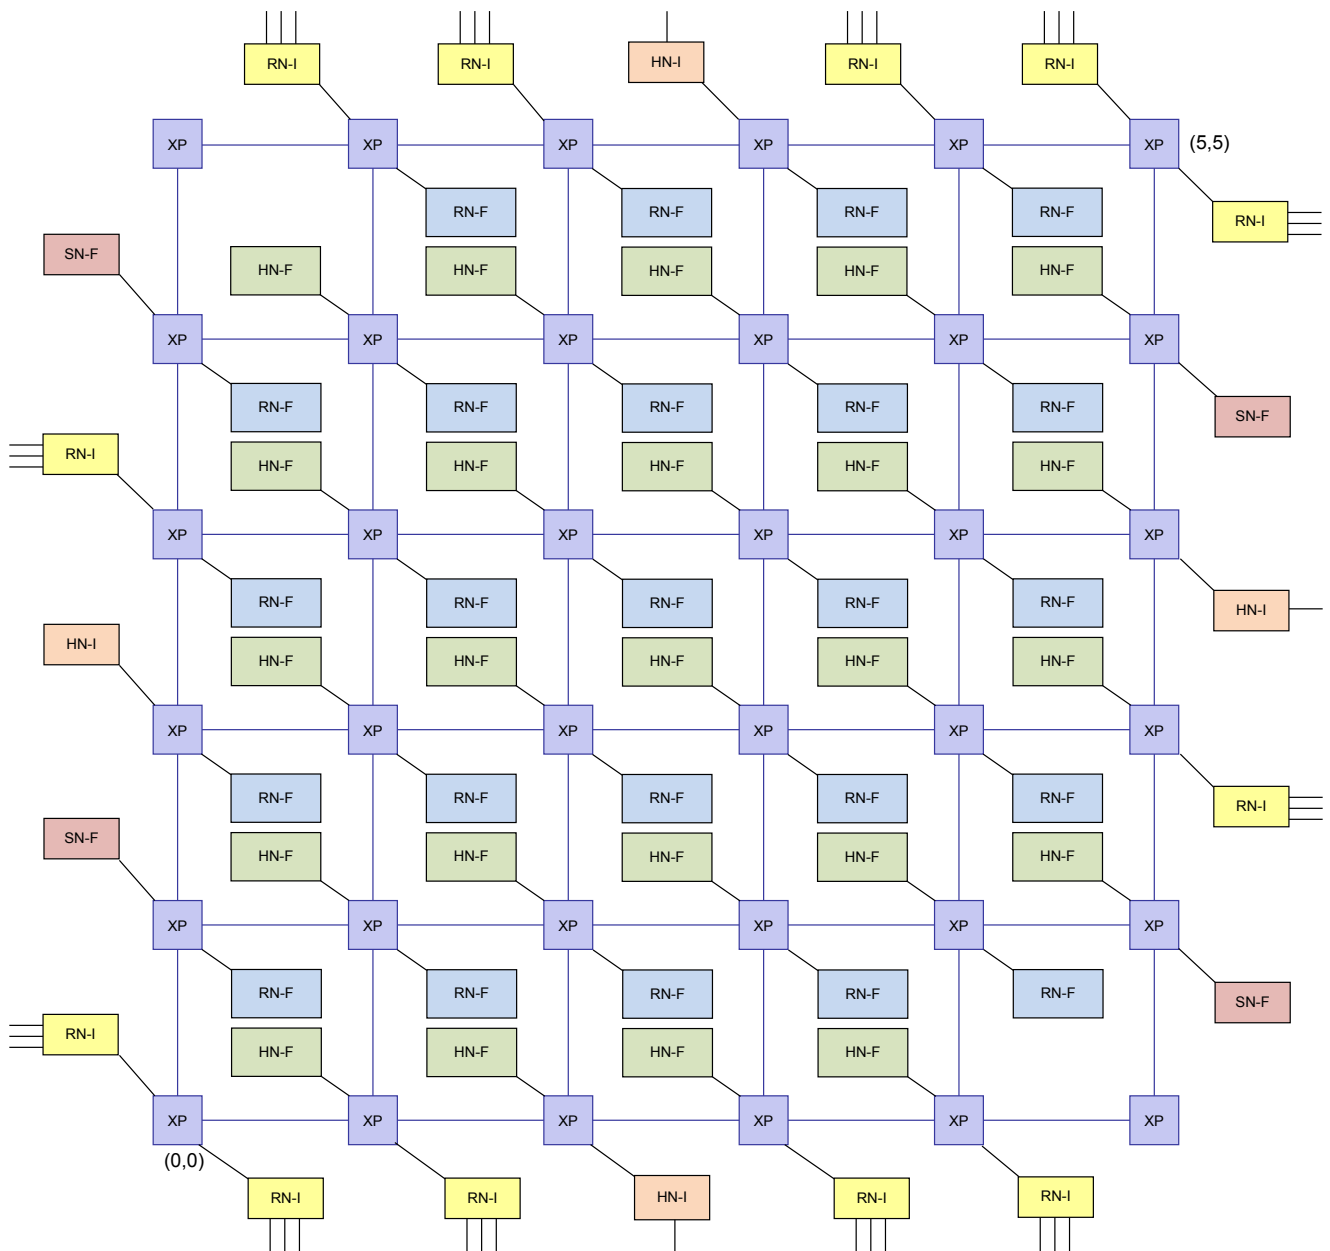 RN-I RN-I HN-I RN-I RN-I
XP XP XP XP XP XP (5,5)
RN-F RN-F RN-F RN-F RN-I
SN-F HN-F HN-F HN-F HN-F HN-F
XP XP XP XP XP XP
RN-F RN-F RN-F RN-F RN-F SN-F
RN-I HN-F HN-F HN-F HN-F HN-F
XP XP XP XP XP XP
RN-F RN-F RN-F RN-F RN-F HN-I
HN-I HN-F HN-F HN-F HN-F HN-F
XP XP XP XP XP XP
RN-F RN-F RN-F RN-F RN-F RN-I
SN-F HN-F HN-F HN-F HN-F HN-F
XP XP XP XP XP XP
RN-F RN-F RN-F RN-F RN-F SN-F
RN-I HN-F HN-F HN-F HN-F
XP XP XP XP XP XP
(0,0)
RN-I RN-I HN-I RN-I RN-I